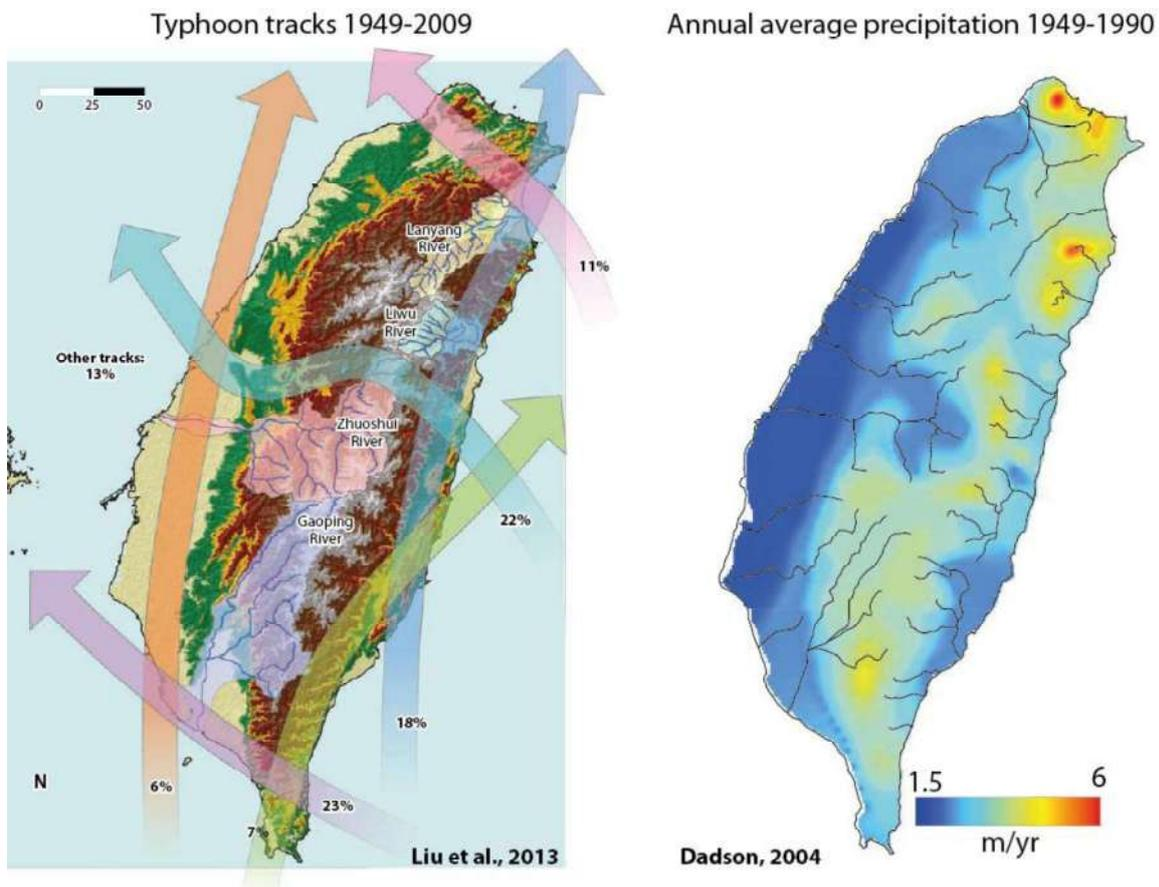 Typhoon tracks 1949-2009
Annual average precipitation 1949-1990
0 25 50
Lanyang
River
11%
Liwu
River
Other tracks:
13%
Zhuoshui
River
22%
Gaoping
River
18%
N
6%
23%
7%
Liu et al., 2013
1.5 6
m/yr
Dadson, 2004